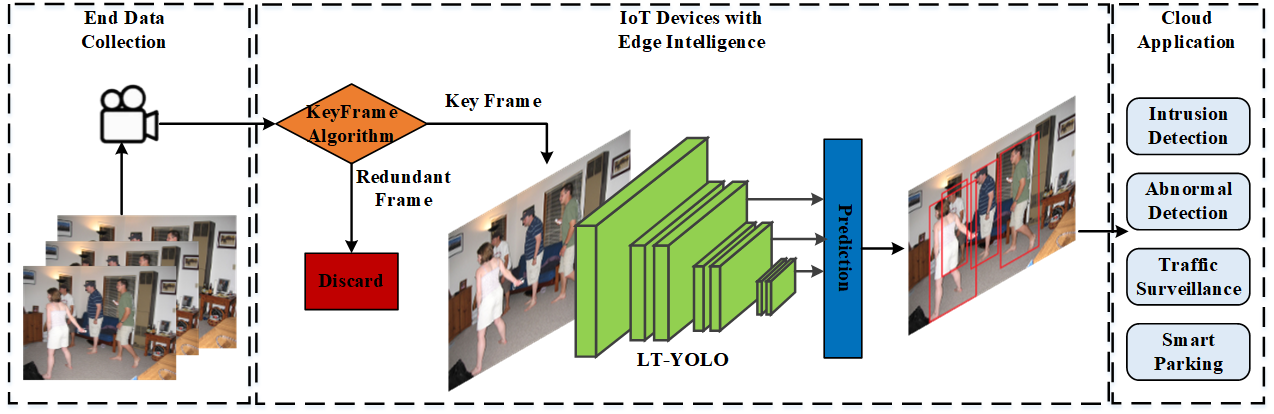 End Data
Collection
IoT Devices with
Edge Intelligence
Cloud
Application
KeyFrame
Algorithm
Key Frame
Redundant
Frame
Discard
LT-YOLO
Prediction
Intrusion
Detection
Abnormal
Detection
Traffic
Surveillance
Smart
Parking